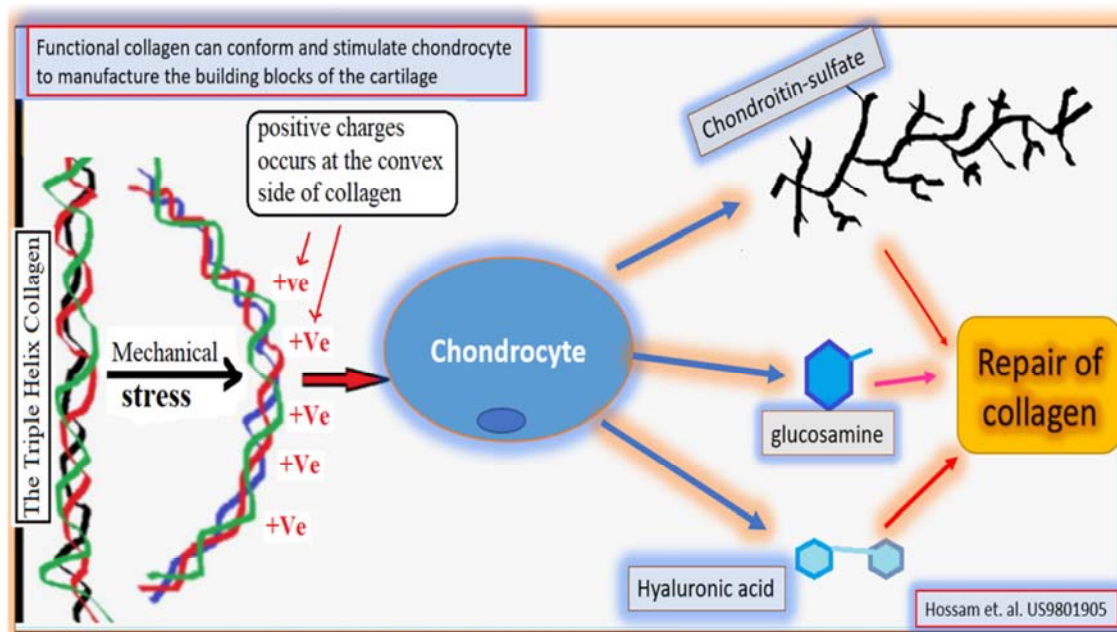 Functional collagen can conform and stimulate chondrocyte
to manufacture the building blocks of the cartilage
positive charges
occurs at the convex
side of collagen
The Triple Helix Collagen
Mechanical
stress
+ve
+Ve
+Ve
+Ve
+Ve
Chondrocyte
Chondroitin-sulfate
glucosamine
Hyaluronic acid
Repair of
collagen
Hossam et. al. US9801905